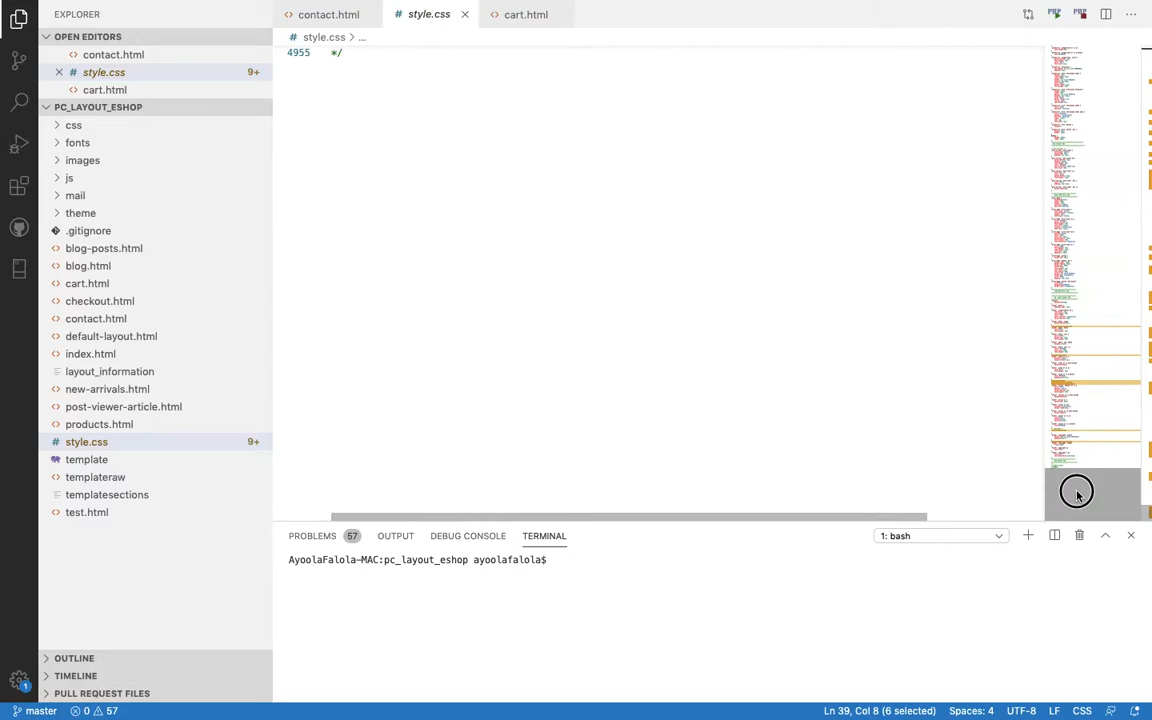 EXPLORER
contact.html
style.css
cart.html
OPEN EDITORS
style.css > ...
contact.html
4955 */
style.css 9+
cart.html
PC_LAYOUT_ESHOP
css
fonts
images
js
mail
theme
.gitignore
blog-posts.html
blog.html
cart.html
checkout.html
contact.html
default-layout.html
index.html
layout_information
new-arrivals.html
post-viewer-article.html
products.html
style.css 9+
template
templateraw
templatesections
test.html
PROBLEMS 57 OUTPUT DEBUG CONSOLE TERMINAL 1: bash
AyoolaFalola-MAC:pc_layout_eshop ayoolafalola$
OUTLINE
TIMELINE
PULL REQUEST FILES
1
master 0 57 Ln 39, Col 8 (6 selected) Spaces: 4 UTF-8 LF CSS